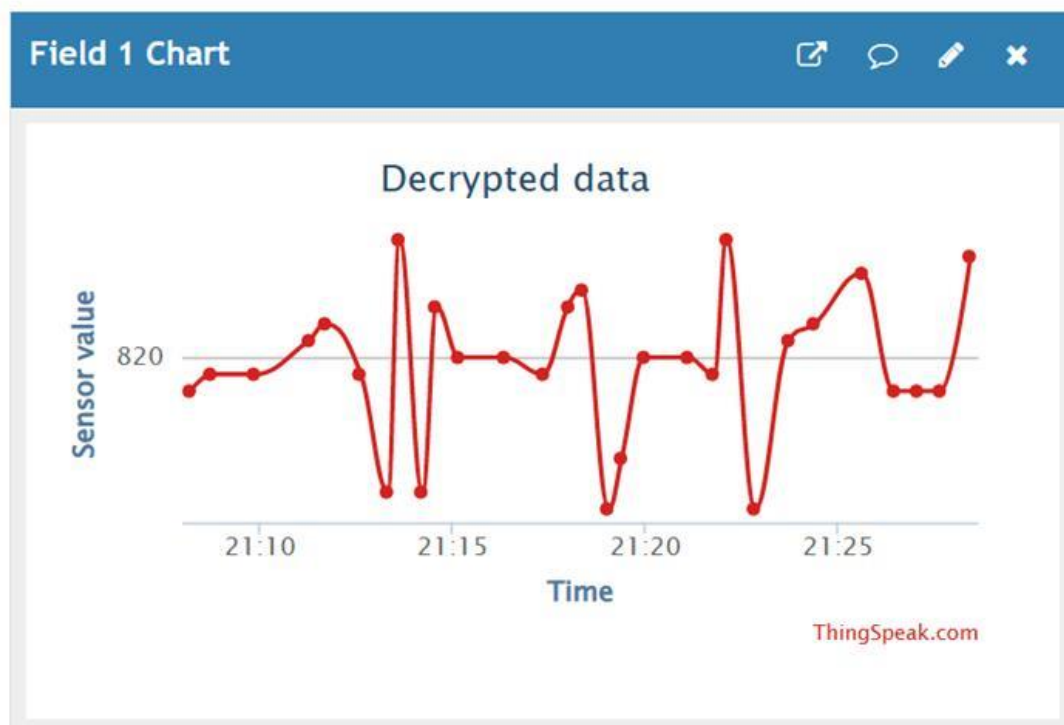 Field 1 Chart
Decrypted data
Sensor value
820
21:10 21:15 21:20 21:25
Time
ThingSpeak.com